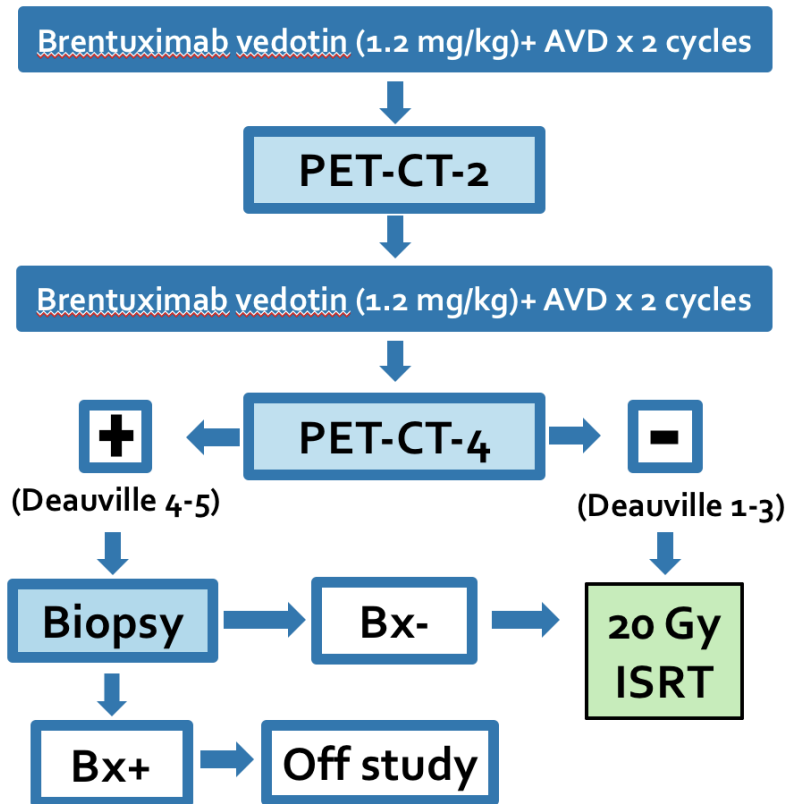 Brentuximab vedotin (1.2 mg/kg)+ AVD x 2 cycles
PET-CT-2
Brentuximab vedotin (1.2 mg/kg)+ AVD x 2 cycles
+
PET-CT-4
-
(Deauville 4-5)
(Deauville 1-3)
Biopsy
Bx-
20 Gy
ISRT
Bx+
Off study